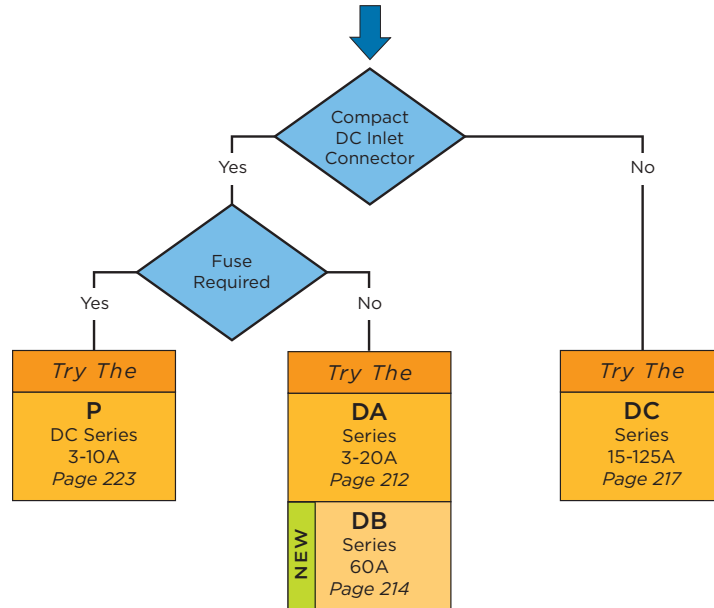 Compact
DC Inlet
Connector
Yes
No
Fuse
Required
Yes
No
Try The
P
DC Series
3-10A
Page 223
Try The
DA
Series
3-20A
Page 212
NEW
DB
Series
60A
Page 214
Try The
DC
Series
15-125A
Page 217